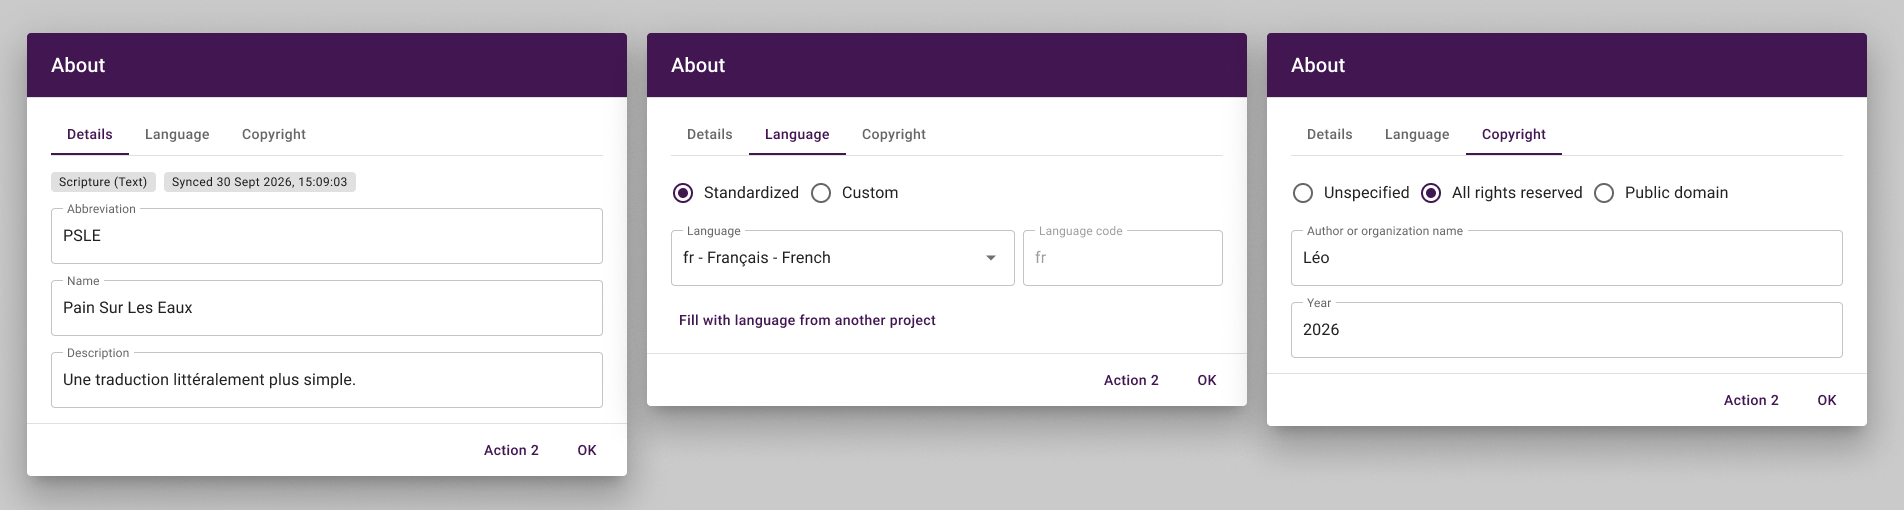 About
Details Language Copyright
Scripture (Text) Synced 30 Sept 2026, 15:09:03
Abbreviation
PSLE
Name
Pain Sur Les Eaux
Description
Une traduction littéralement plus simple.
Action 2 OK
About
Details Language Copyright
Standardized Custom
Language Language code
fr - Français - French fr
Fill with language from another project
Action 2 OK
About
Details Language Copyright
Unspecified All rights reserved Public domain
Author or organization name
Léo
Year
2026
Action 2 OK